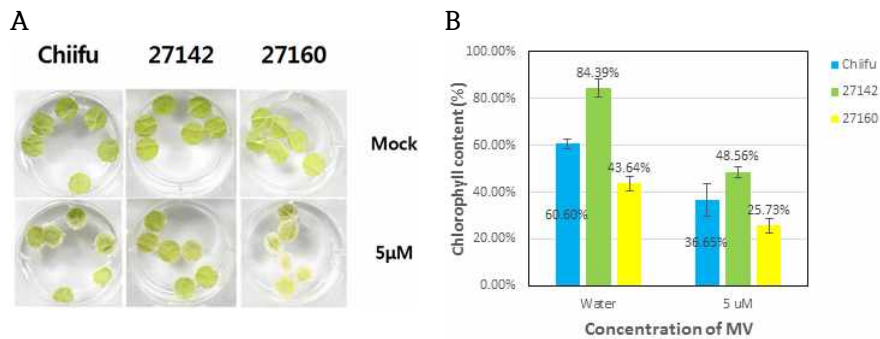 A
Chiifu 27142 27160
Mock
5μM
B
100.00%
80.00%
60.00%
40.00%
20.00%
0.00%
Chlorophyll content (%)
84.39%
60.60%
43.64%
48.56%
36.65%
25.73%
Water 5 uM
Concentration of MV
Chiifu
27142
27160